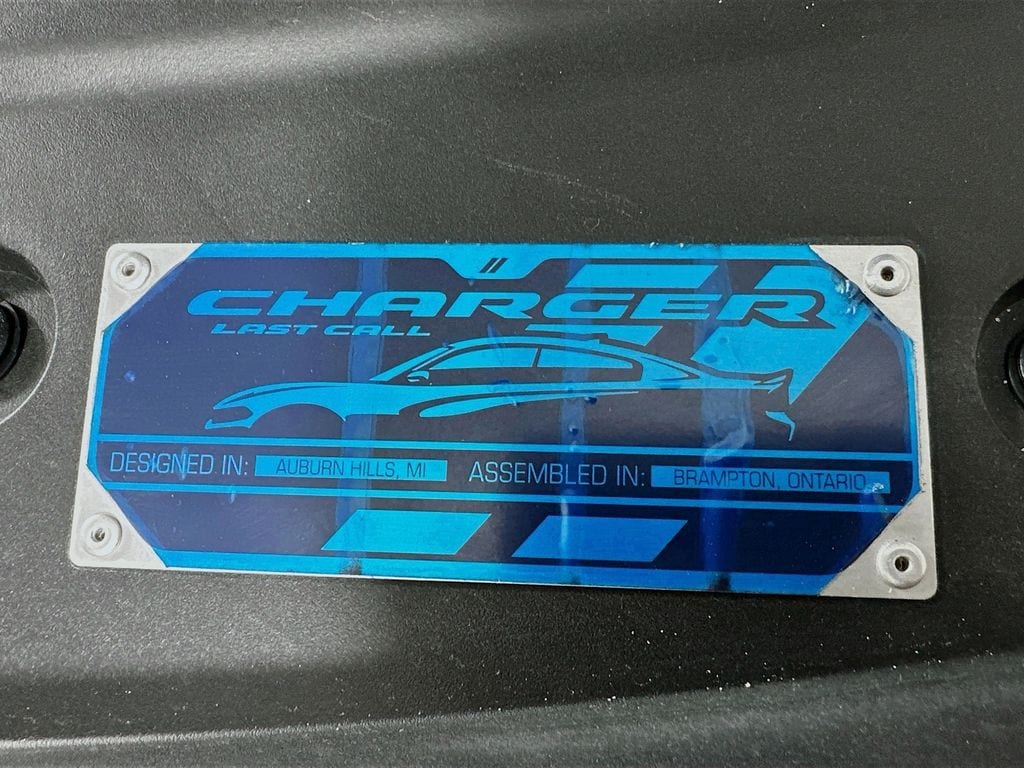 CHARGER
LAST CALL
DESIGNED IN: AUBURN HILLS, MI ASSEMBLED IN: BRAMPTON, ONTARIO